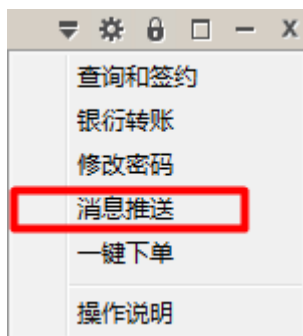 查询和签约
银衍转账
修改密码
消息推送
一键下单
操作说明